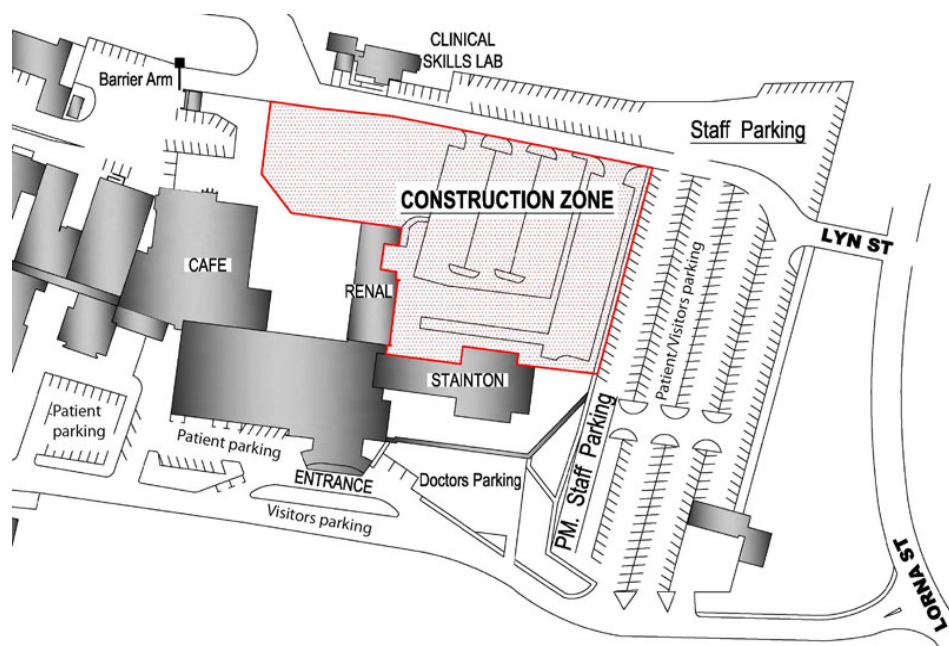 CLINICAL
SKILLS LAB
Barrier Arm
Staff Parking
CONSTRUCTION ZONE
LYN ST
CAFE
RENAL
Patient/Visitors parking
STAINTON
Patient
parking
Patient parking
ENTRANCE
Doctors Parking
PM. Staff Parking
Visitors parking
LORNA ST